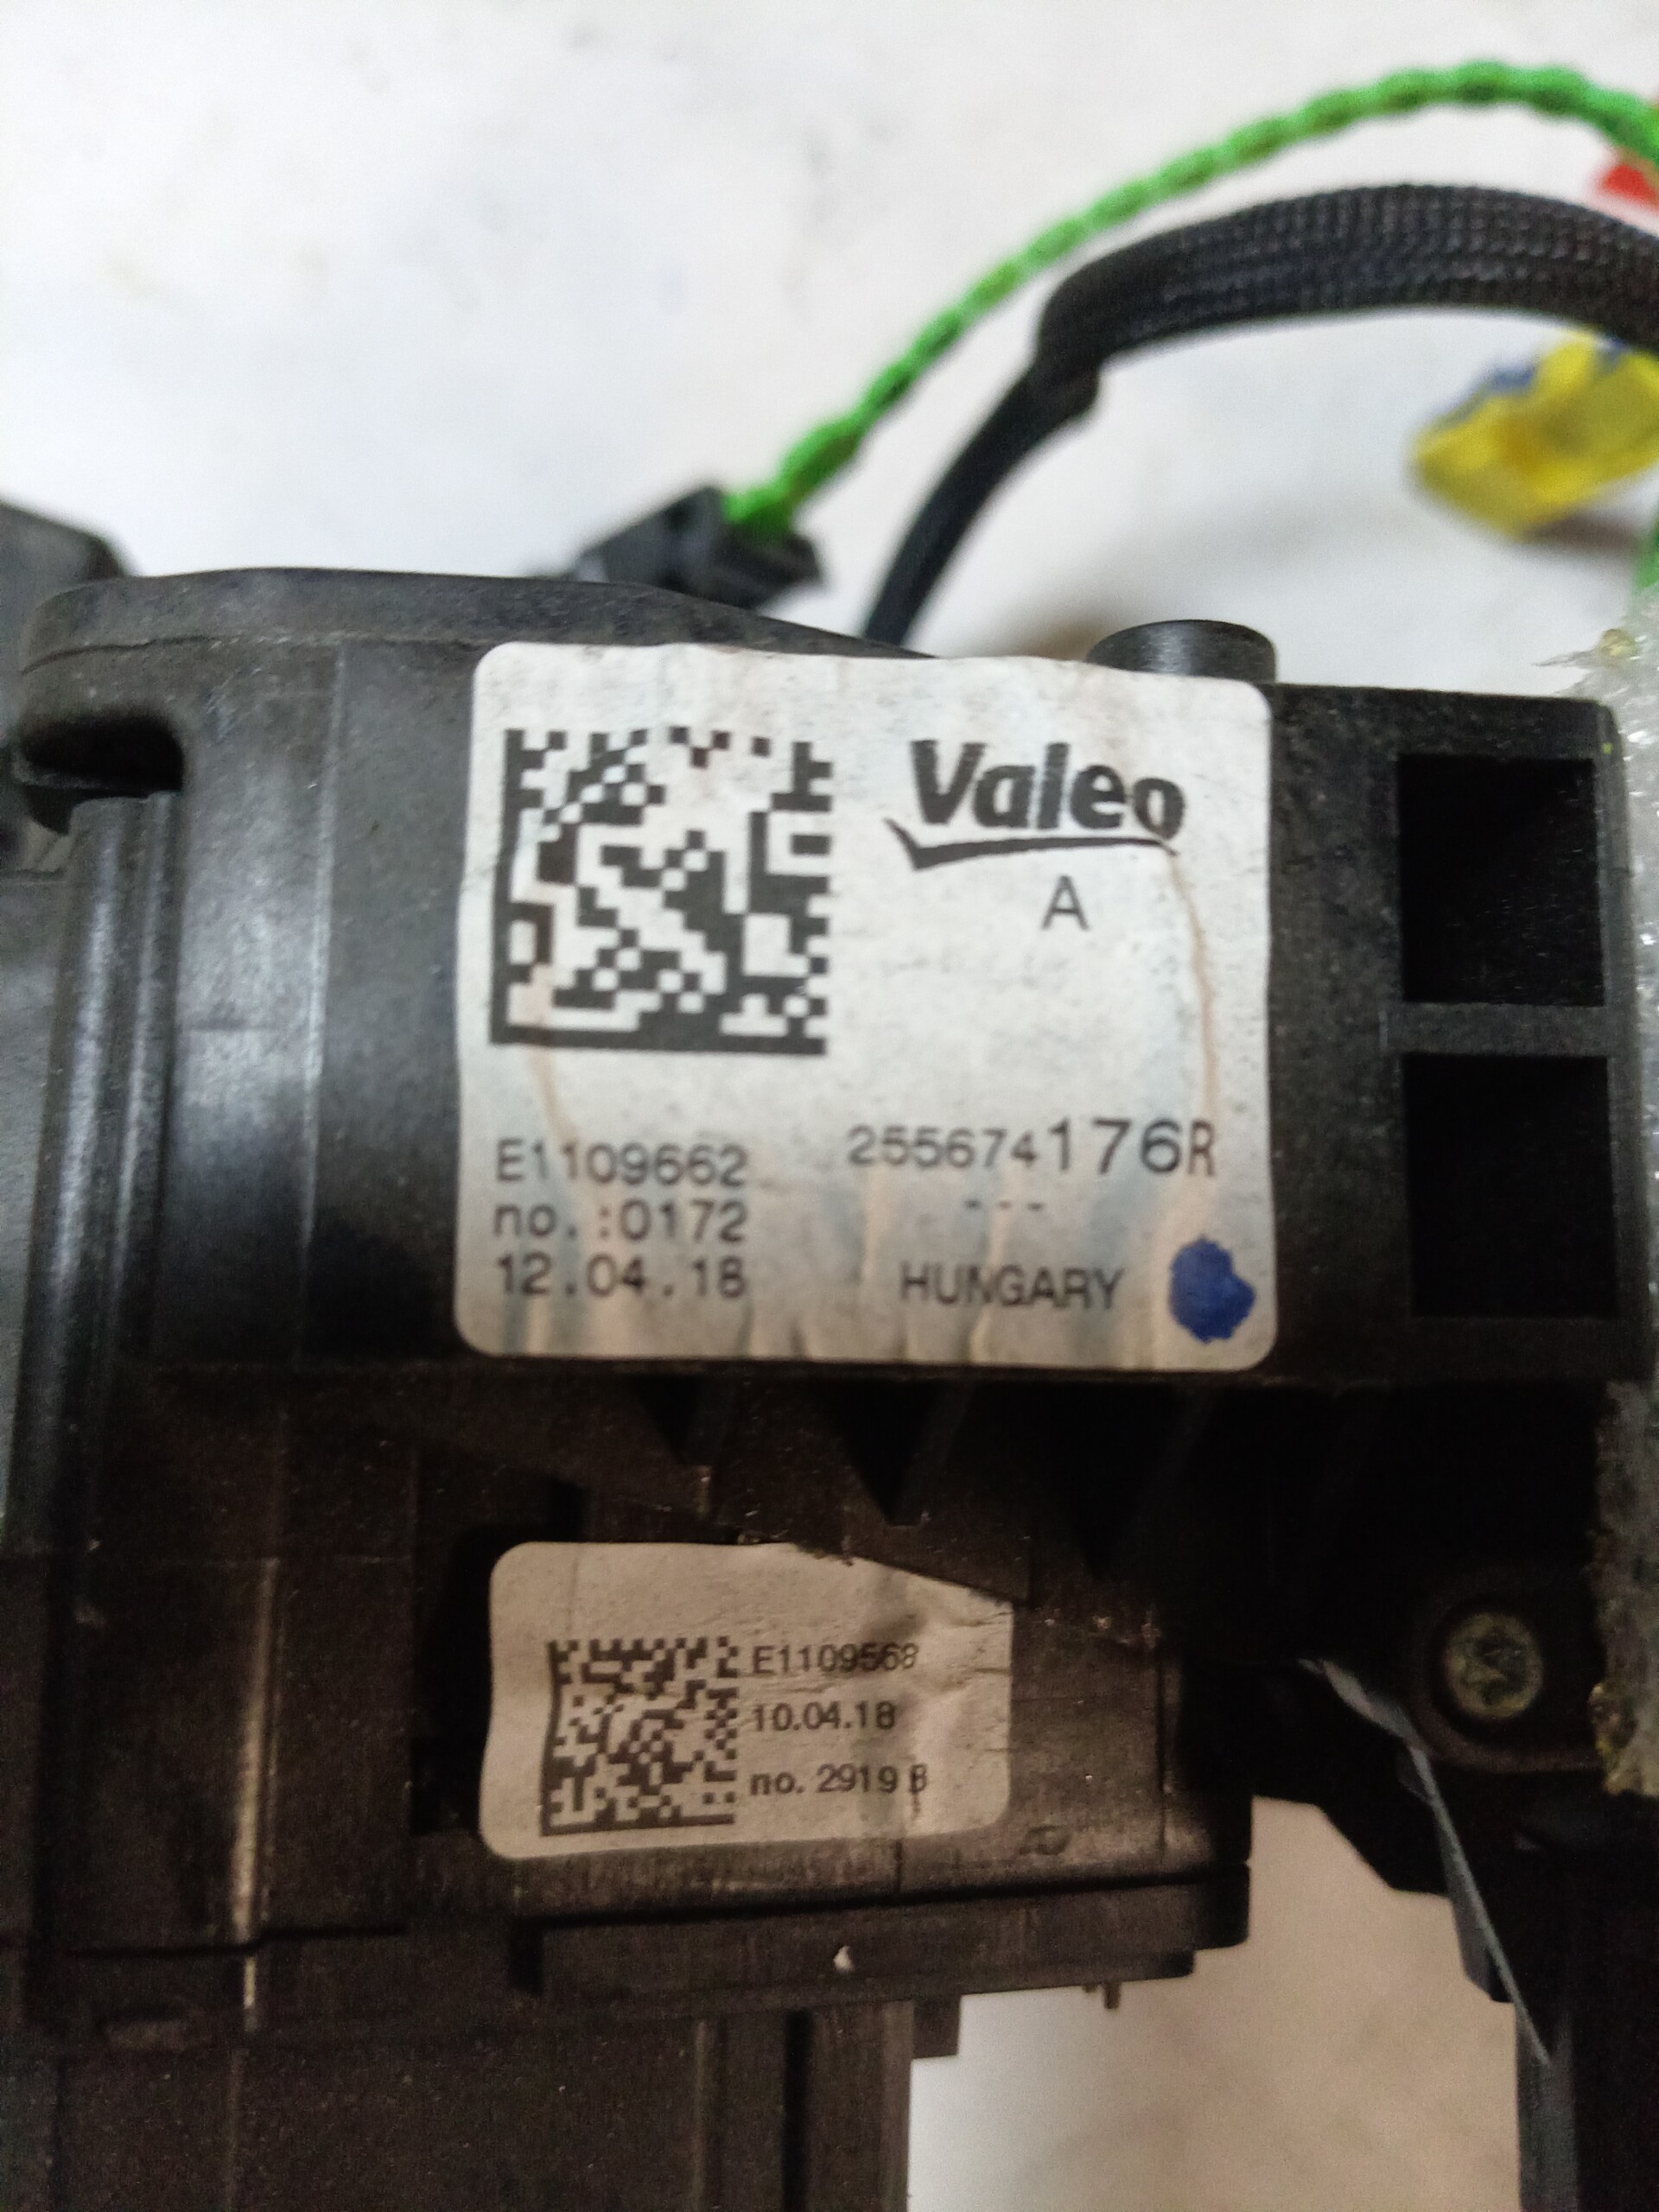 Valeo
A
E1109662
255674176R
no.:0172
---
12.04.18
HUNGARY
E1109568
10.04.18
no. 2919 B